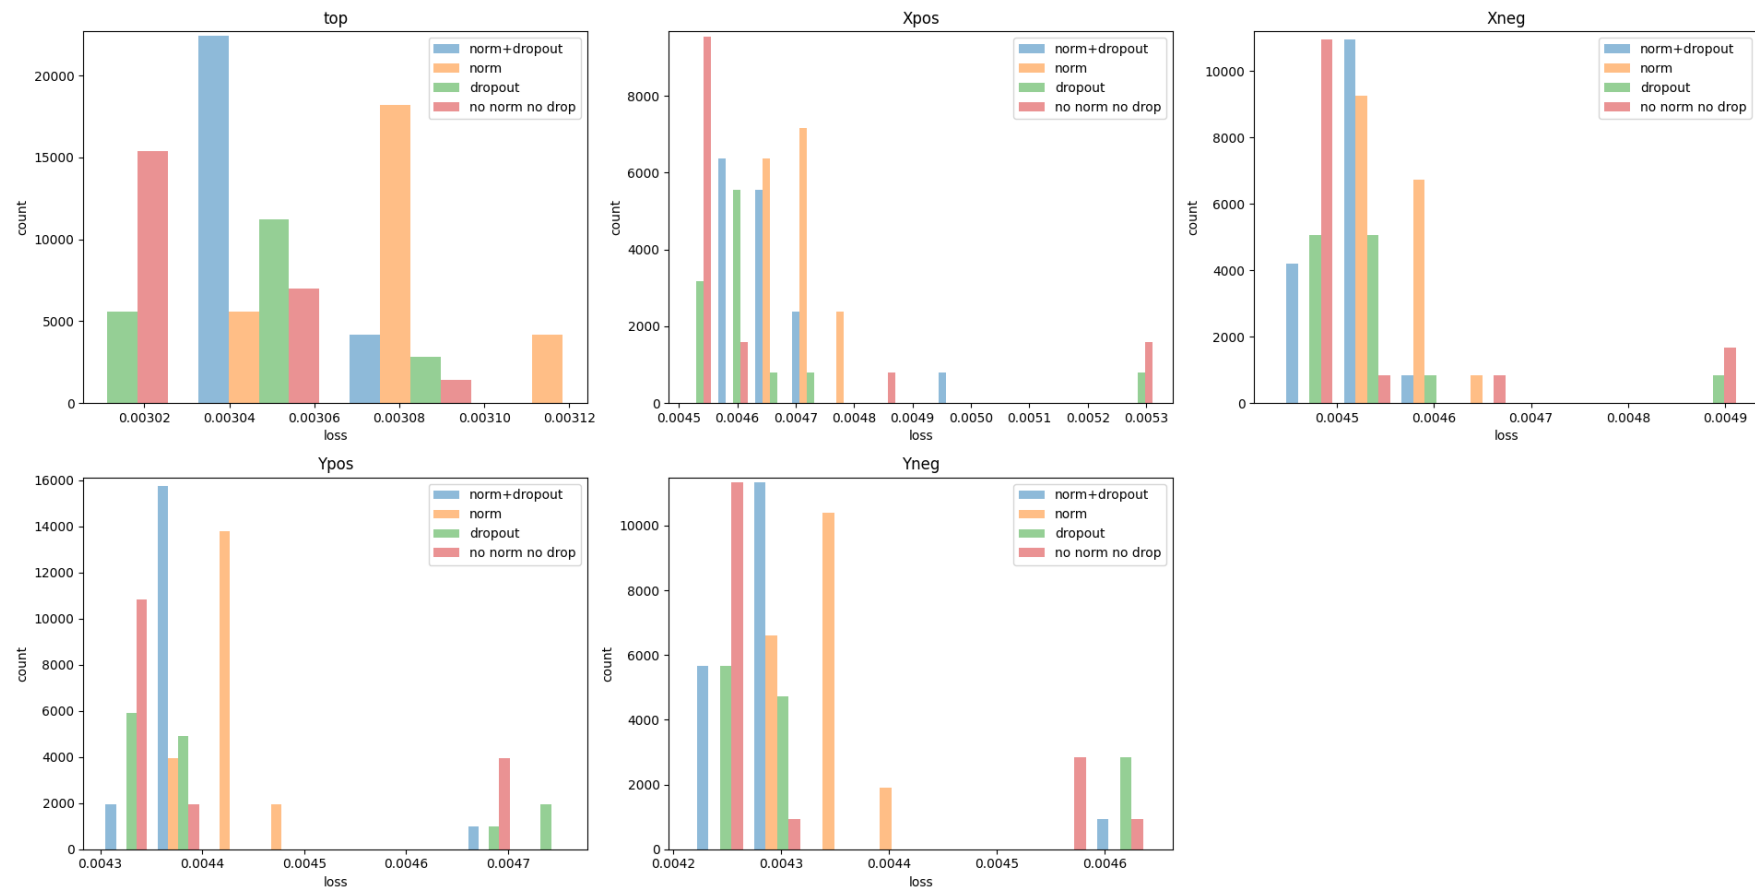 top
count
20000
15000
10000
5000
0
norm+dropout
norm
dropout
no norm no drop
0.00302 0.00304 0.00306 0.00308 0.00310 0.00312
loss
Xpos
count
8000
6000
4000
2000
0
norm+dropout
norm
dropout
no norm no drop
0.0045 0.0046 0.0047 0.0048 0.0049 0.0050 0.0051 0.0052 0.0053
loss
Xneg
count
10000
8000
6000
4000
2000
0
norm+dropout
norm
dropout
no norm no drop
0.0045 0.0046 0.0047 0.0048 0.0049
loss
Ypos
count
16000
14000
12000
10000
8000
6000
4000
2000
0
norm+dropout
norm
dropout
no norm no drop
0.0043 0.0044 0.0045 0.0046 0.0047
loss
Yneg
count
10000
8000
6000
4000
2000
0
norm+dropout
norm
dropout
no norm no drop
0.0042 0.0043 0.0044 0.0045 0.0046
loss